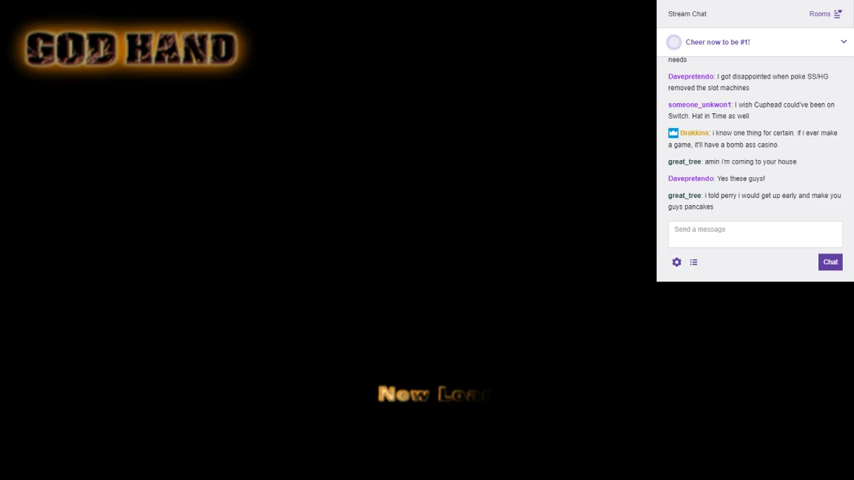 GOD HAND
Stream Chat
Rooms
Cheer now to be #1!
needs
Davepretendo: I got disappointed when poke SS/HG
removed the slot machines
someone_unkwon1: I wish Cuphead could've been on
Switch. Hat in Time as well
Drakkins: i know one thing for certain. if i ever make
a game, it'll have a bomb ass casino
great_tree: amin i'm coming to your house
Davepretendo: Yes these guys!
great_tree: i told perry i would get up early and make you
guys pancakes
Send a message
Chat
Now Load